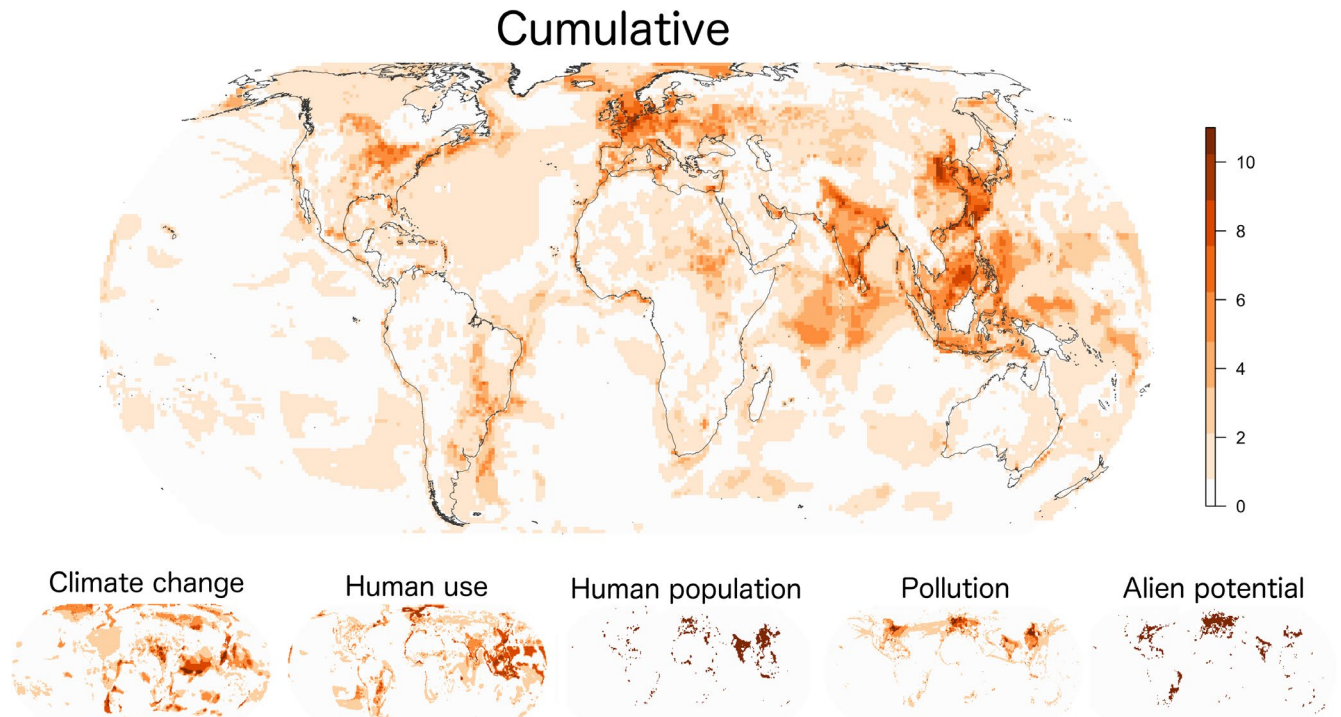 Cumulative
10
8
6
4
2
0
Climate change
Human use
Human population
Pollution
Alien potential